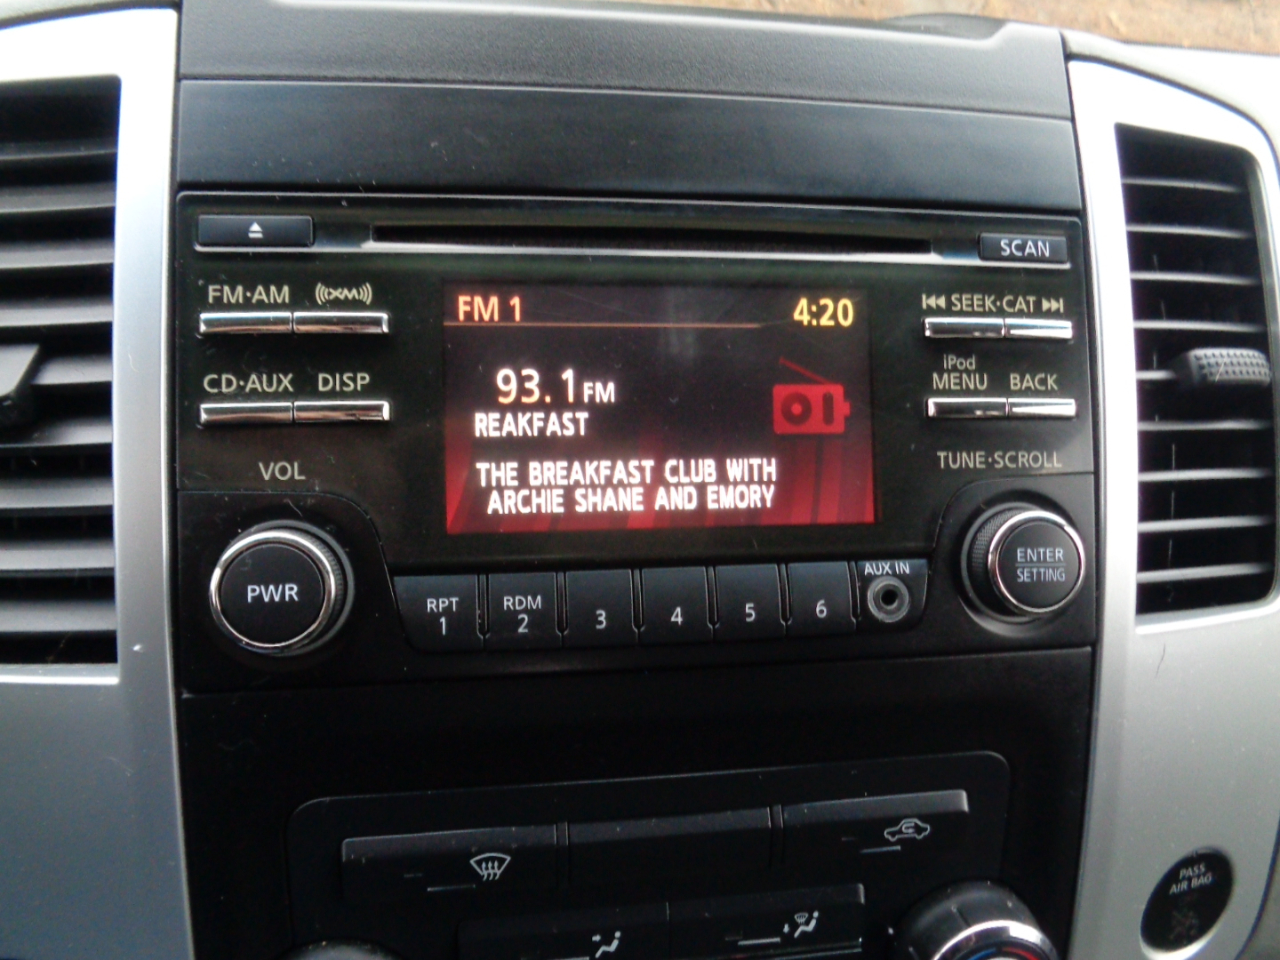 SCAN
FM·AM
((XM))
FM 1
4:20
SEEK·CAT
93.1 FM
iPod
MENU
BACK
CD·AUX
DISP
REAKFAST
VOL
THE BREAKFAST CLUB WITH
ARCHIE SHANE AND EMORY
TUNE·SCROLL
PWR
RPT
1
RDM
2
3
4
5
6
AUX IN
ENTER
SETTING
PASS
AIR BAG